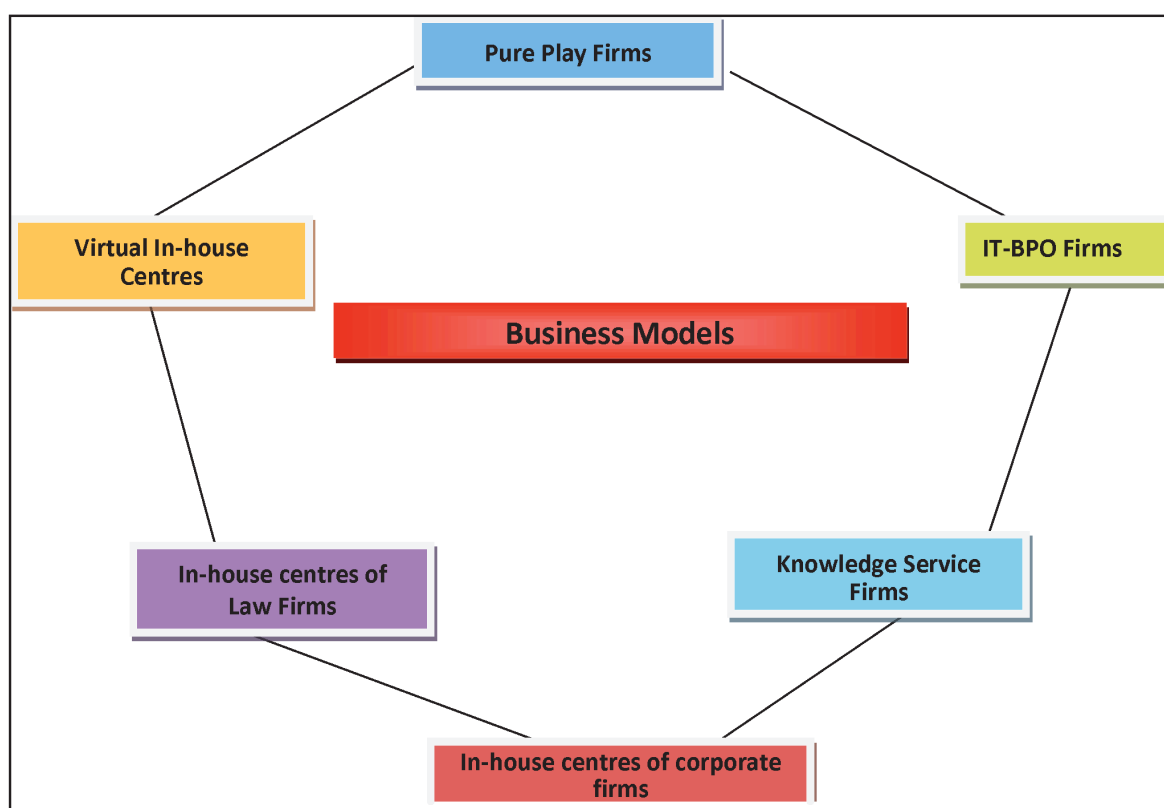 Pure Play Firms
Virtual In-house
Centres
IT-BPO Firms
Business Models
In-house centres of
Law Firms
Knowledge Service
Firms
In-house centres of corporate
firms